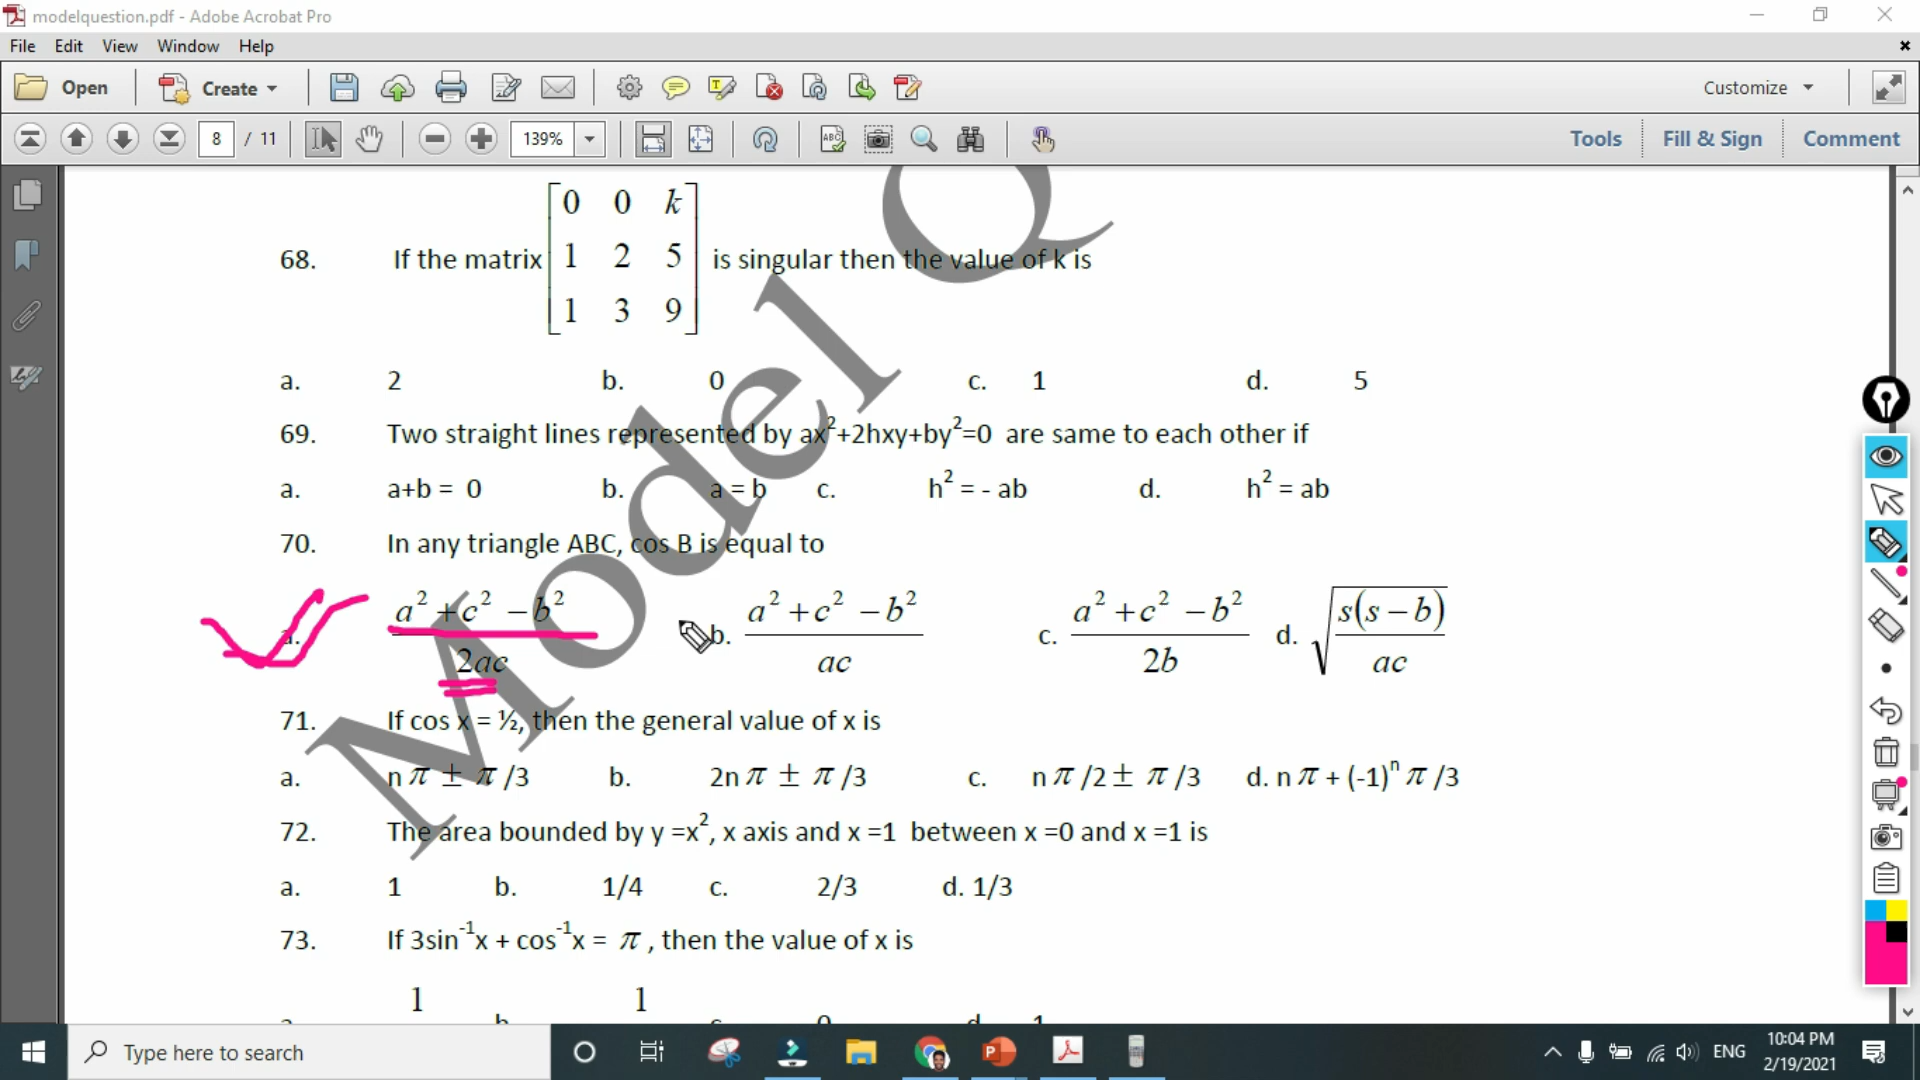 modelquestion.pdf - Adobe Acrobat Pro
File Edit View Window Help
Open Create Customize
8 / 11 139% Tools Fill & Sign Comment
Model Q
0 0 k
68. If the matrix 1 2 5 is singular then the value of k is
1 3 9
a. 2 b. 0 c. 1 d. 5
69. Two straight lines represented by ax²+2hxy+by²=0 are same to each other if
a. a+b = 0 b. a = b c. h² = - ab d. h² = ab
70. In any triangle ABC, cos B is equal to
a. (a² + c² − b²)/2ac b. (a² + c² − b²)/ac c. (a² + c² − b²)/2b d. √(s(s − b)/ac)
71. If cos x = ½, then the general value of x is
a. nπ ± π/3 b. 2nπ ± π/3 c. nπ/2 ± π/3 d. nπ + (-1)ⁿ π/3
72. The area bounded by y =x², x axis and x =1 between x =0 and x =1 is
a. 1 b. 1/4 c. 2/3 d. 1/3
73. If 3sin⁻¹x + cos⁻¹x = π , then the value of x is
1 1
Type here to search
ENG
10:04 PM
2/19/2021